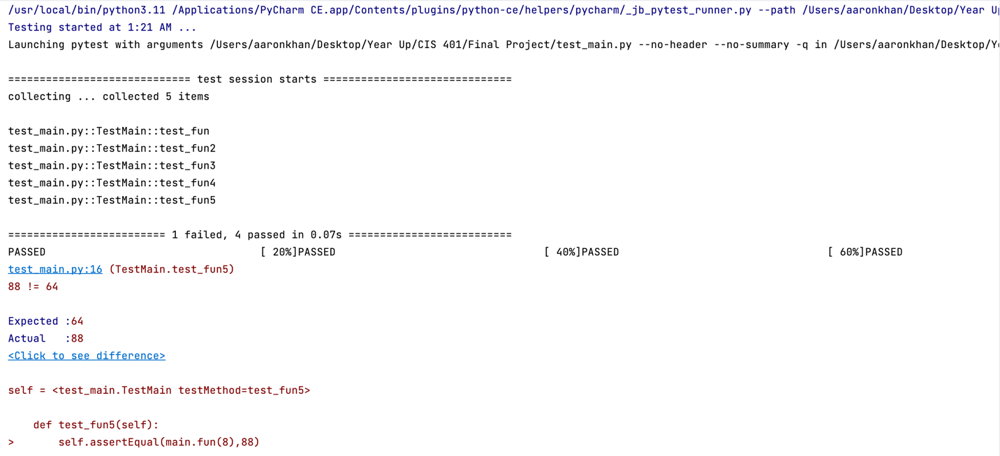 /usr/local/bin/python3.11 /Applications/PyCharm CE.app/Contents/plugins/python-ce/helpers/pycharm/_jb_pytest_runner.py --path /Users/aaronkhan/Desktop/Year
Testing started at 1:21 AM ...
Launching pytest with arguments /Users/aaronkhan/Desktop/Year Up/CIS 401/Final Project/test_main.py --no-header --no-summary -q in /Users/aaronkhan/Desktop/
============================= test session starts ==============================
collecting ... collected 5 items
test_main.py::TestMain::test_fun
test_main.py::TestMain::test_fun2
test_main.py::TestMain::test_fun3
test_main.py::TestMain::test_fun4
test_main.py::TestMain::test_fun5
========================= 1 failed, 4 passed in 0.07s ==========================
PASSED [ 20%]PASSED [ 40%]PASSED [ 60%]PASSED
test_main.py:16 (TestMain.test_fun5)
88 != 64
Expected :64
Actual   :88
<Click to see difference>
self = <test_main.TestMain testMethod=test_fun5>
    def test_fun5(self):
>       self.assertEqual(main.fun(8),88)